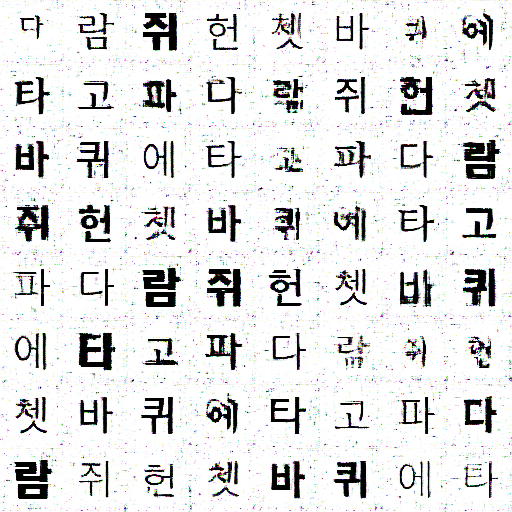 다 람 쥐 헌 쳇 바 퀴 에
타 고 파 다 람 쥐 헌 쳇
바 퀴 에 타 고 파 다 람
쥐 헌 쳇 바 퀴 에 타 고
파 다 람 쥐 헌 쳇 바 퀴
에 타 고 파 다 람 쥐 헌
쳇 바 퀴 에 타 고 파 다
람 쥐 헌 쳇 바 퀴 에 타